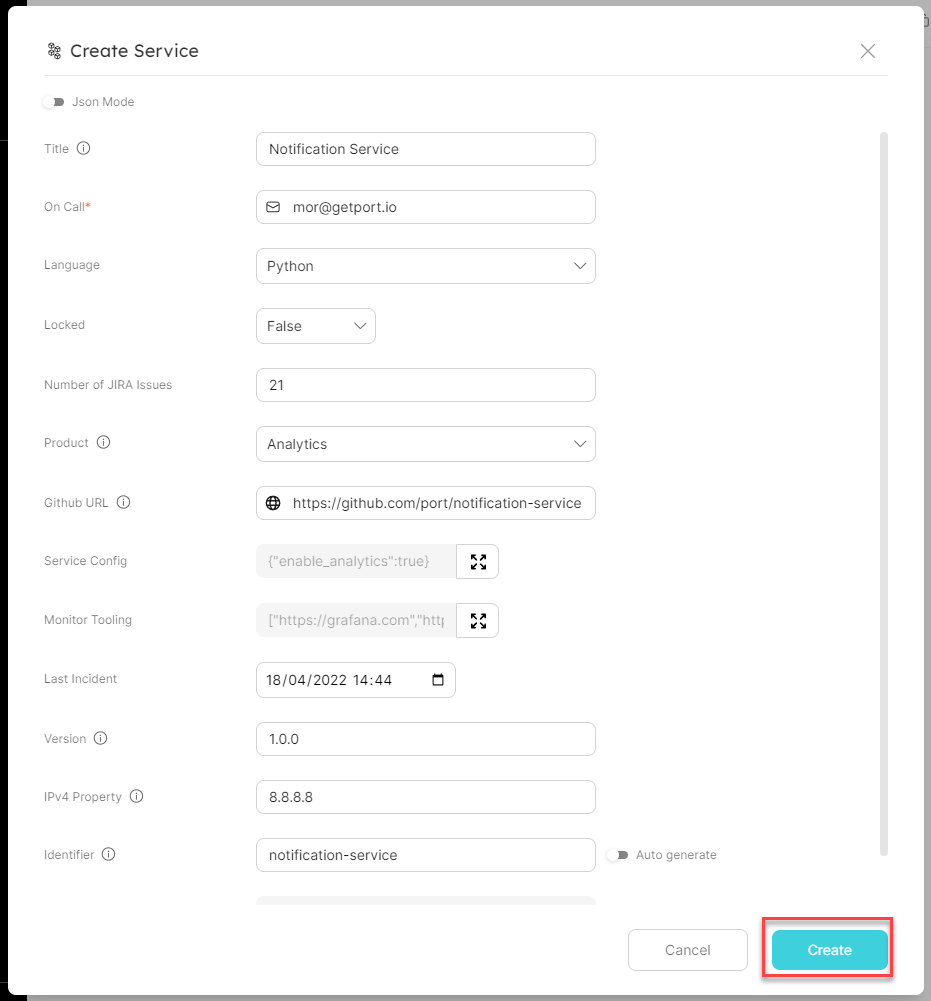 Create Service
Json Mode
Title
Notification Service
On Call*
mor@getport.io
Language
Python
Locked
False
Number of JIRA Issues
21
Product
Analytics
Github URL
https://github.com/port/notification-service
Service Config
{"enable_analytics":true}
Monitor Tooling
["https://grafana.com","http
Last Incident
18/04/2022 14:44
Version
1.0.0
IPv4 Property
8.8.8.8
Identifier
notification-service
Auto generate
Cancel
Create